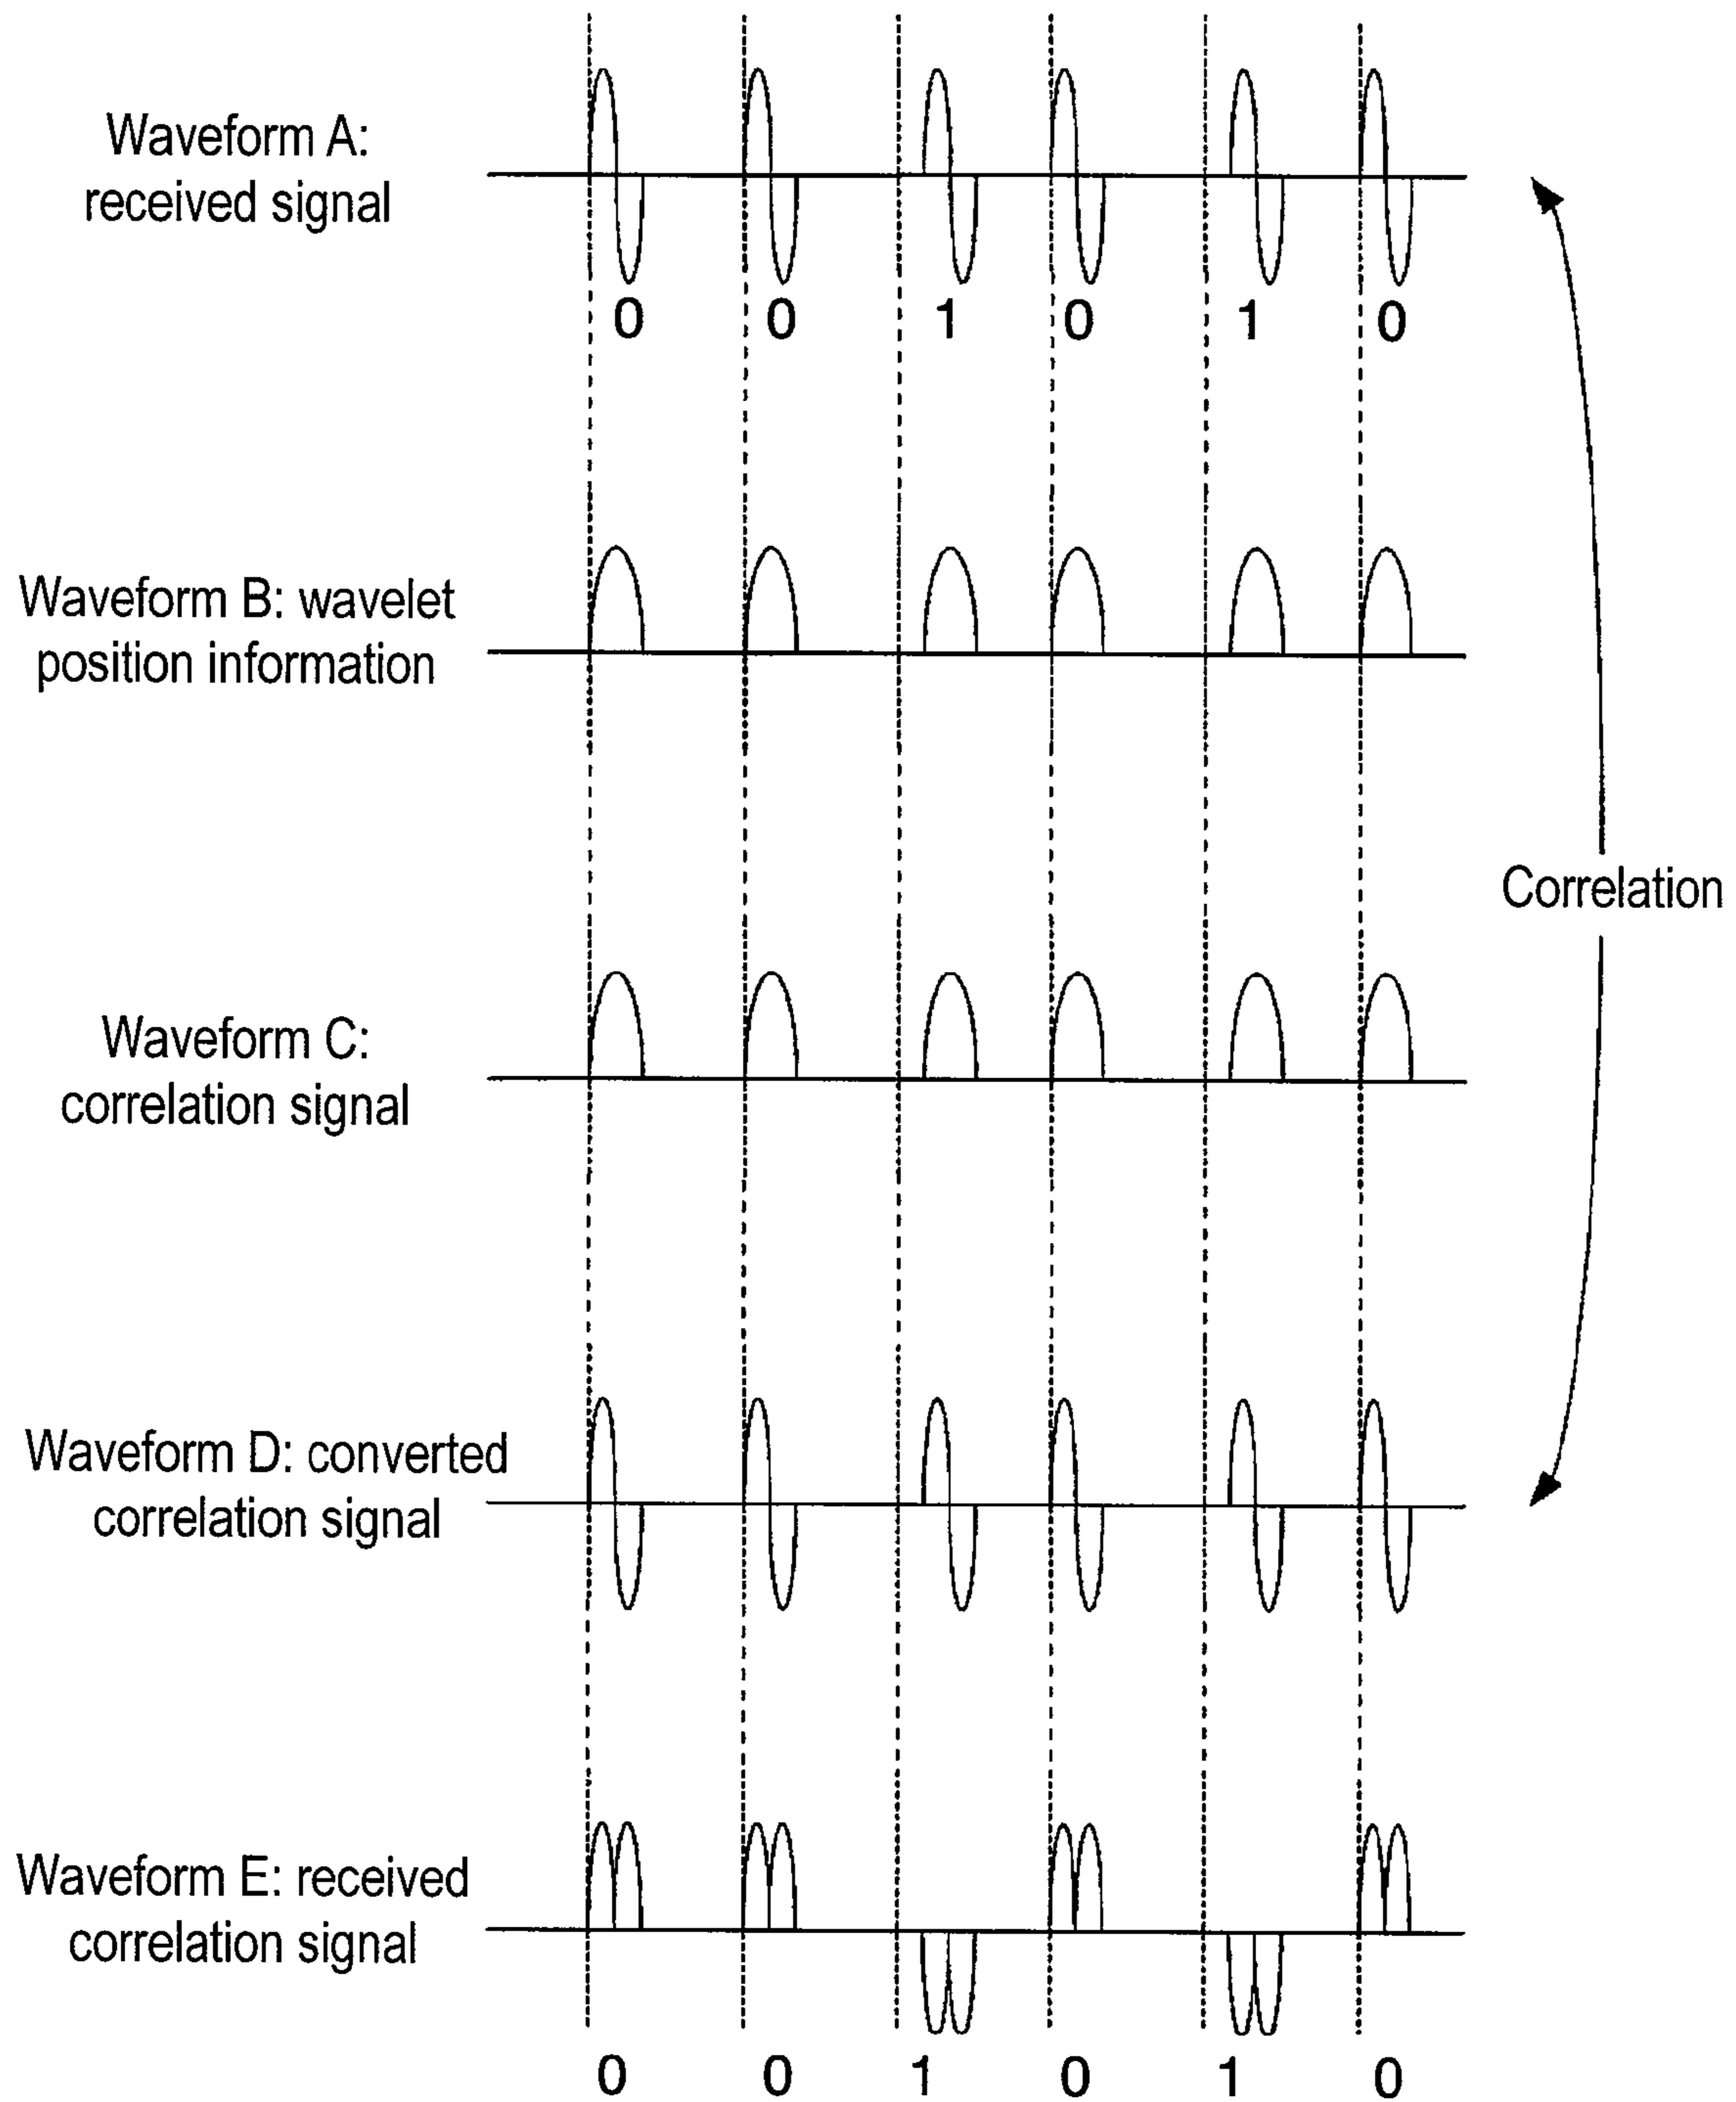 Waveform A:
received signal
0 0 1 0 1 0
Waveform B: wavelet
position information
Correlation
Waveform C:
correlation signal
Waveform D: converted
correlation signal
Waveform E: received
correlation signal
0 0 1 0 1 0